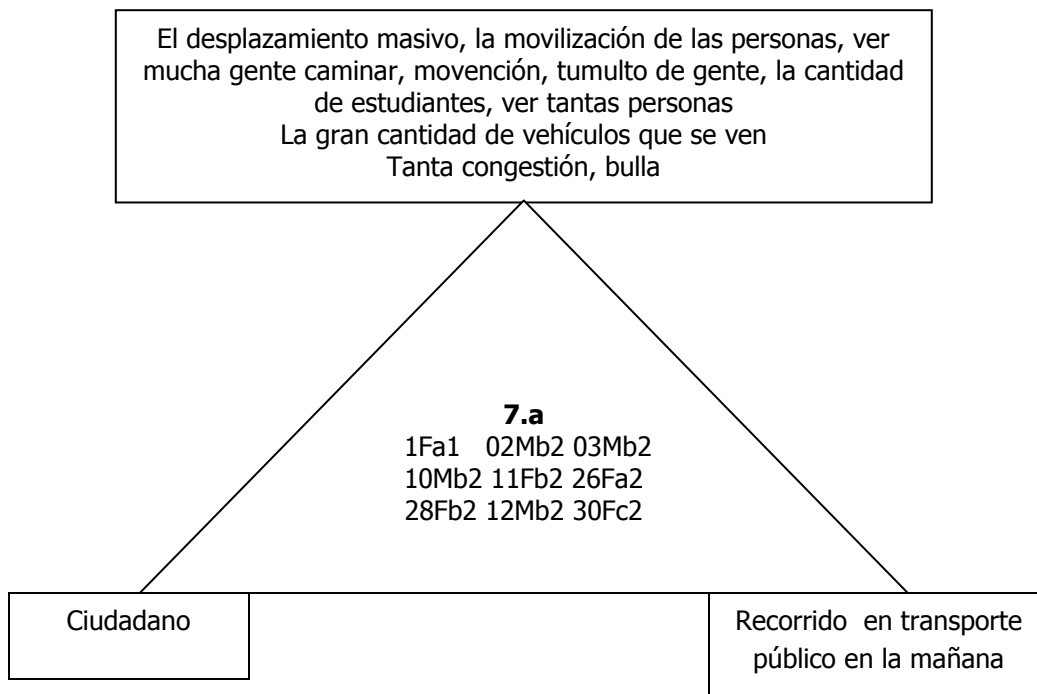 El desplazamiento masivo, la movilización de las personas, ver
mucha gente caminar, movención, tumulto de gente, la cantidad
de estudiantes, ver tantas personas
La gran cantidad de vehículos que se ven
Tanta congestión, bulla
7.a
1Fa1 02Mb2 03Mb2
10Mb2 11Fb2 26Fa2
28Fb2 12Mb2 30Fc2
Ciudadano
Recorrido en transporte
público en la mañana